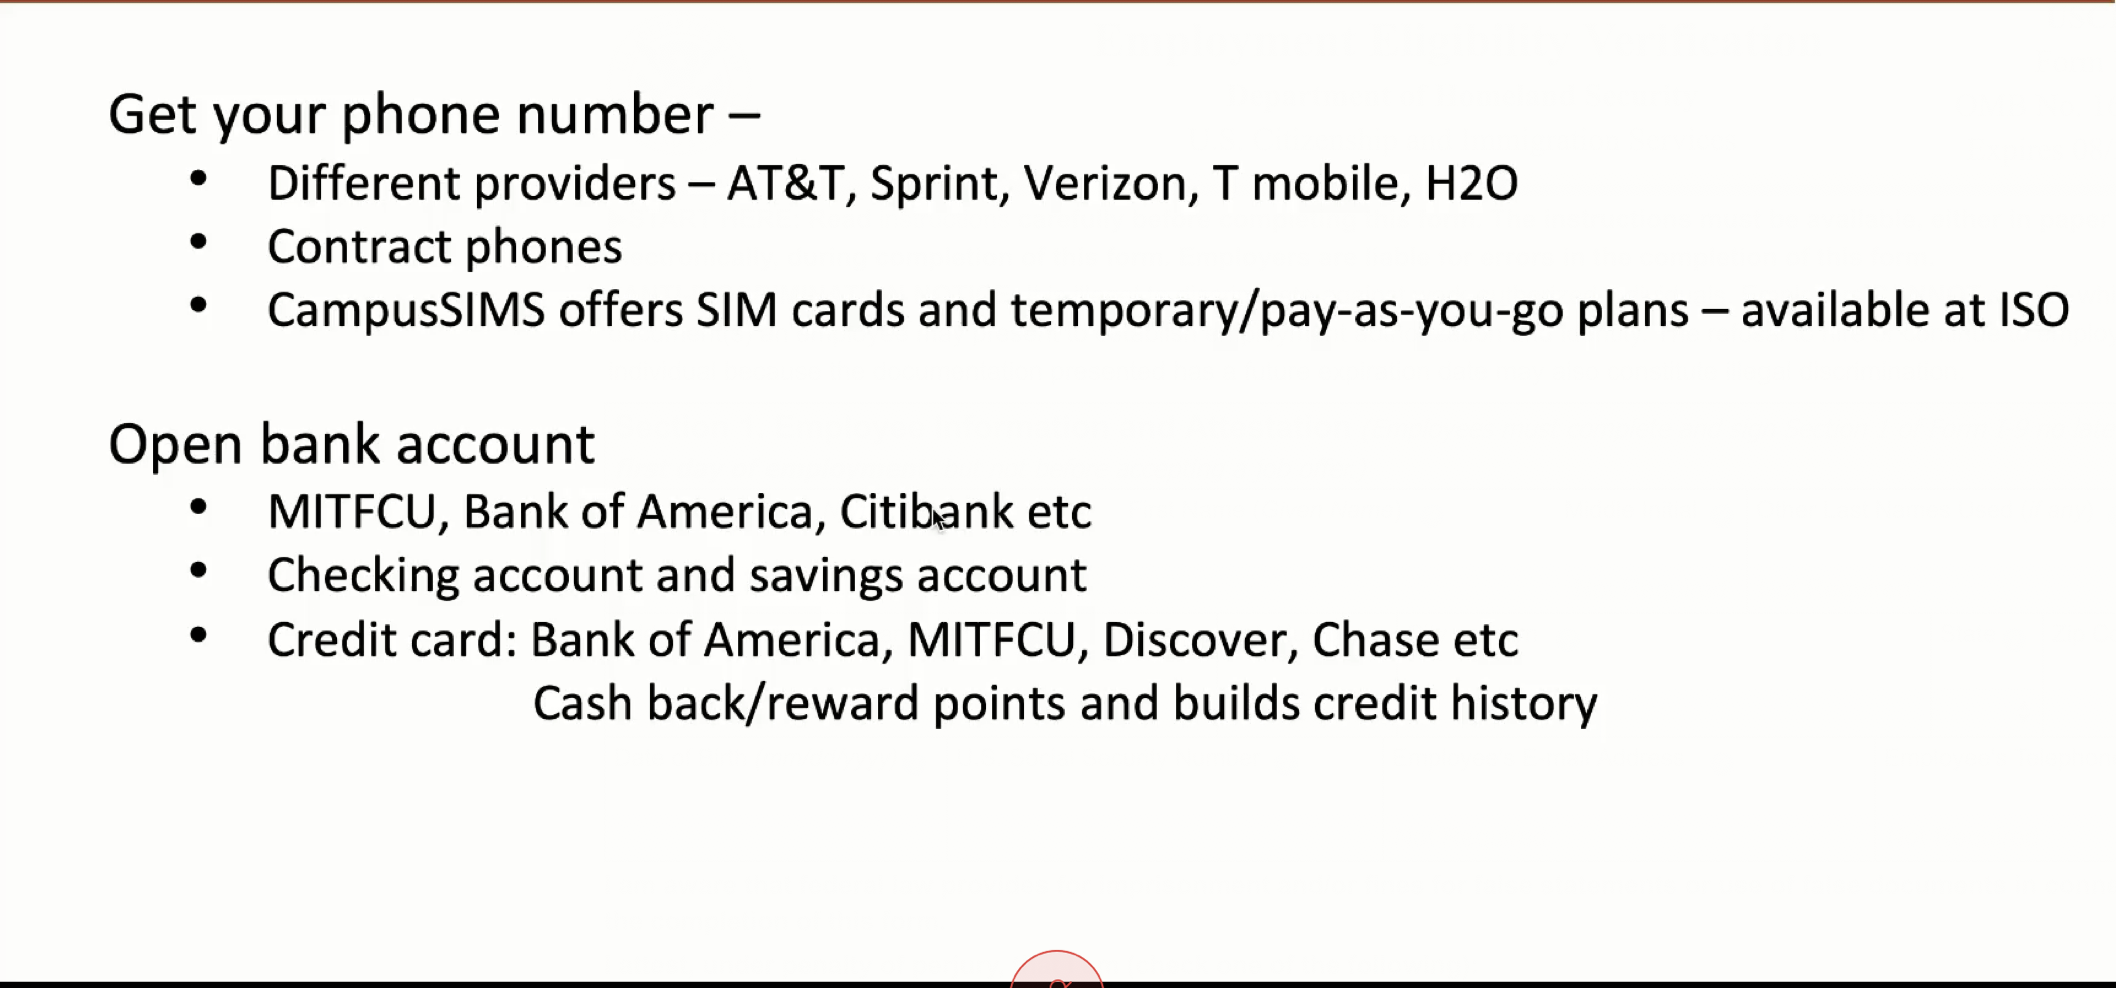 Get your phone number –
• Different providers – AT&T, Sprint, Verizon, T mobile, H2O
• Contract phones
• CampusSIMS offers SIM cards and temporary/pay-as-you-go plans – available at ISO
Open bank account
• MITFCU, Bank of America, Citibank etc
• Checking account and savings account
• Credit card: Bank of America, MITFCU, Discover, Chase etc
Cash back/reward points and builds credit history